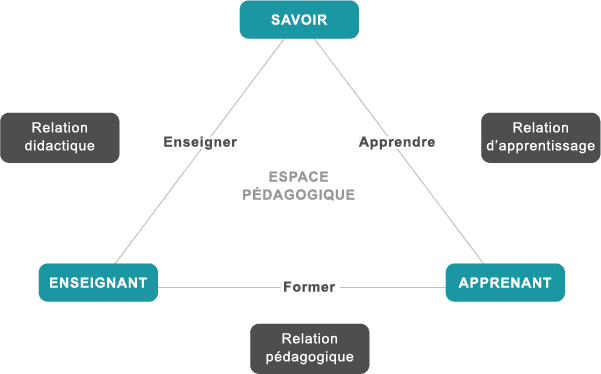 SAVOIR
Relation
didactique
Enseigner
Apprendre
Relation
d'apprentissage
ESPACE
PÉDAGOGIQUE
ENSEIGNANT
Former
APPRENANT
Relation
pédagogique